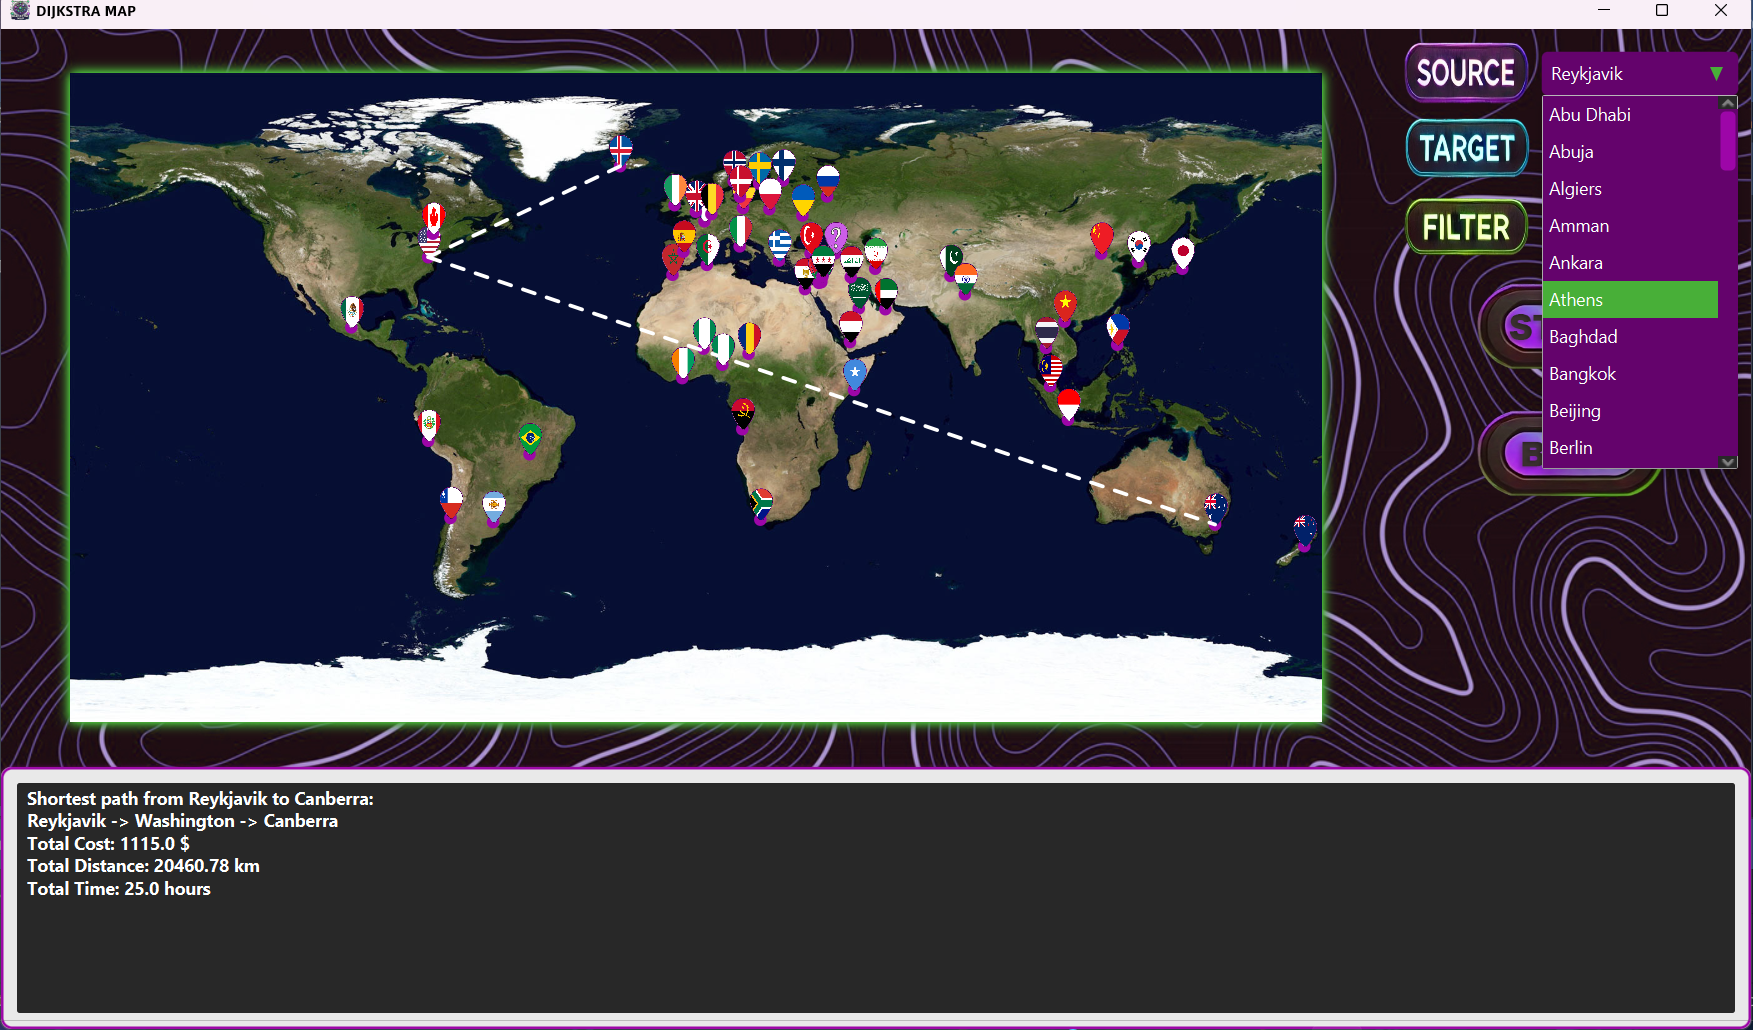 DIJKSTRA MAP
SOURCE
Reykjavik
TARGET
FILTER
Abu Dhabi
Abuja
Algiers
Amman
Ankara
Athens
Baghdad
Bangkok
Beijing
Berlin
Shortest path from Reykjavik to Canberra:
Reykjavik -> Washington -> Canberra
Total Cost: 1115.0 $
Total Distance: 20460.78 km
Total Time: 25.0 hours